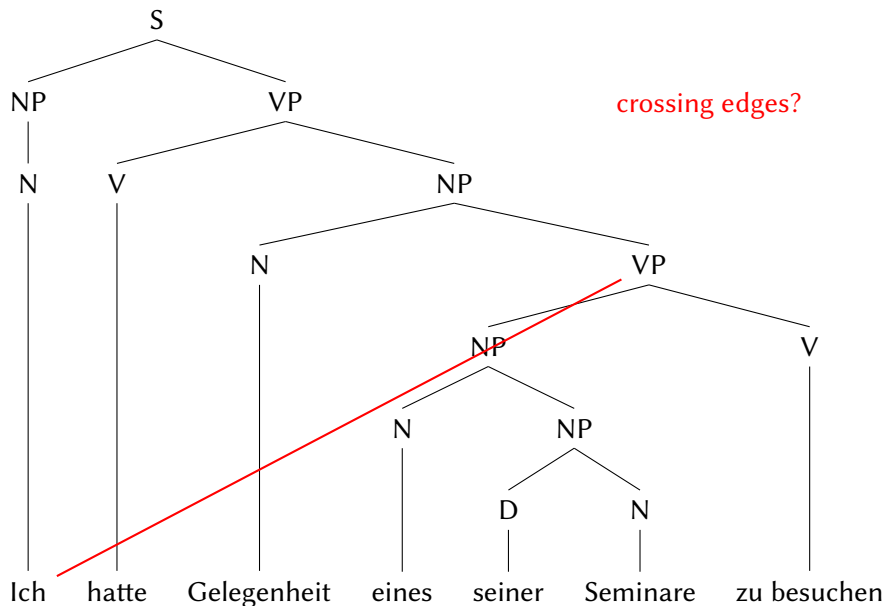 S
NP VP crossing edges?
N V NP
N VP
NP V
N NP
D N
Ich hatte Gelegenheit eines seiner Seminare zu besuchen